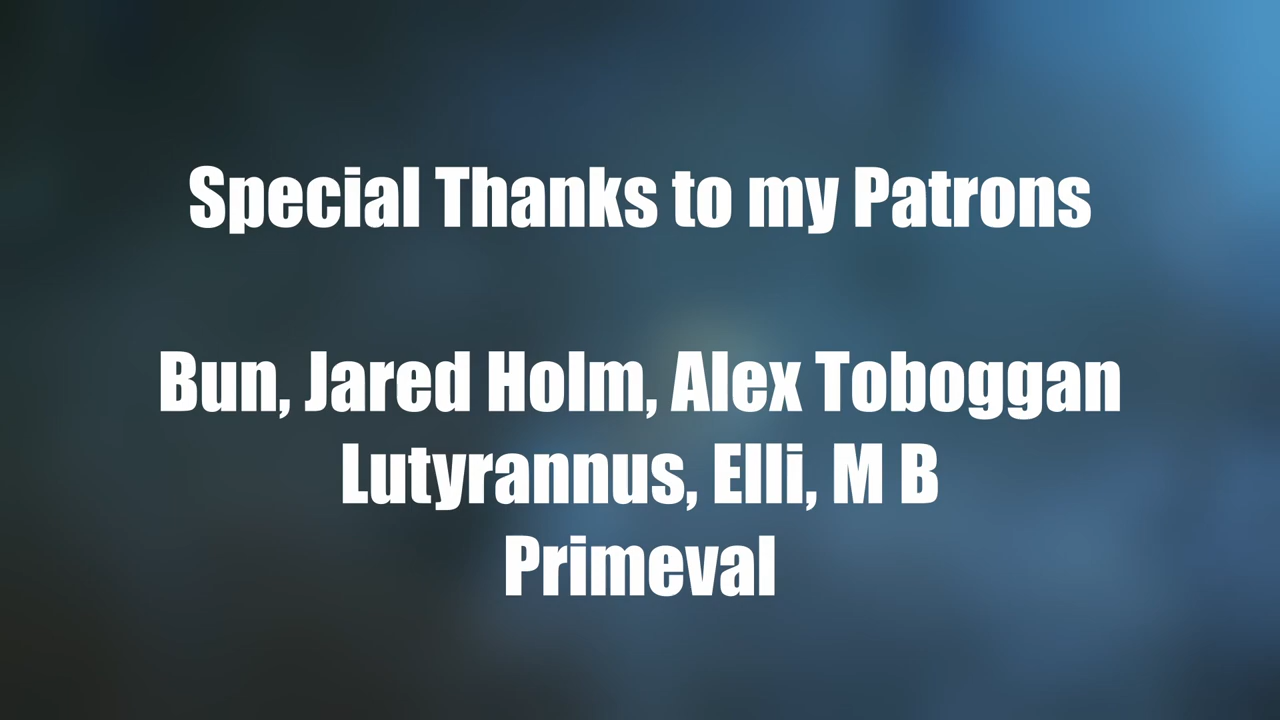 Special Thanks to my Patrons
Bun, Jared Holm, Alex Toboggan
Lutyrannus, Elli, M B
Primeval